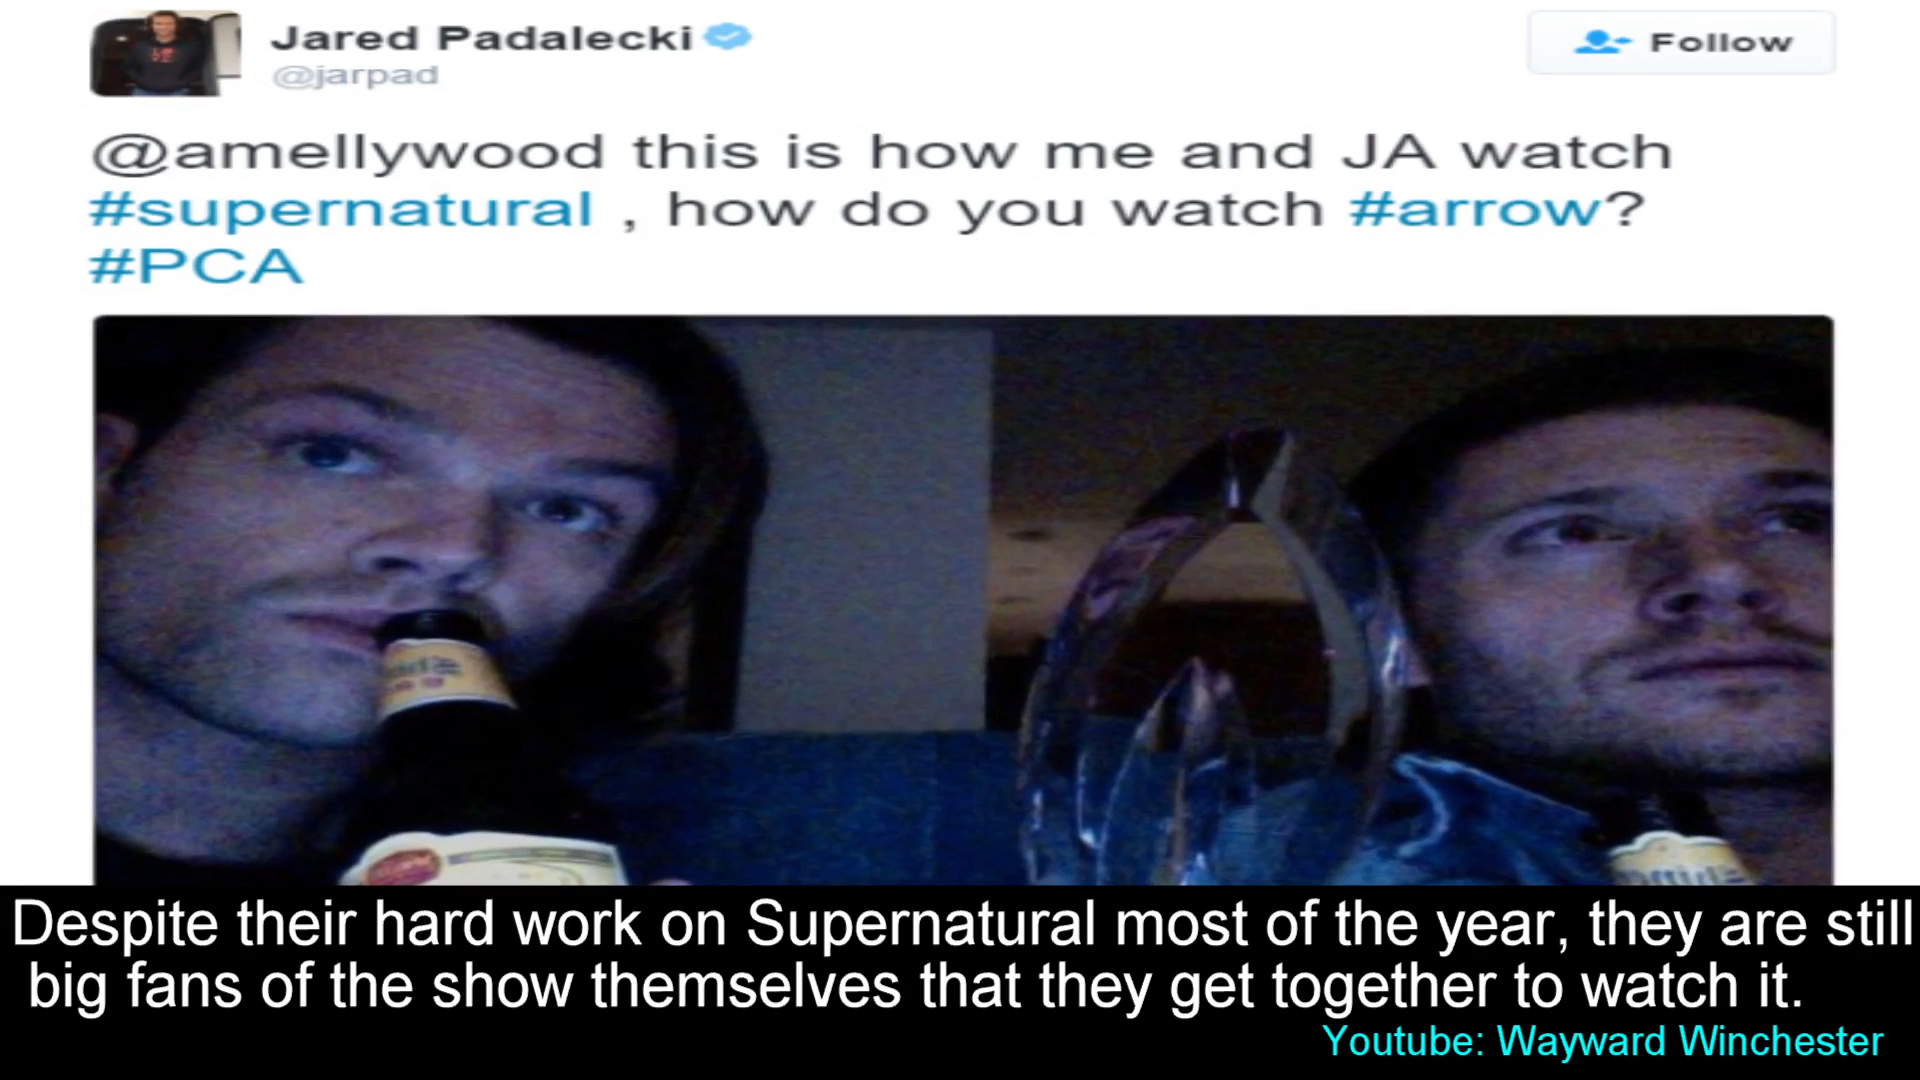 Jared Padalecki
@jarpad
Follow
@amellywood this is how me and JA watch
#supernatural , how do you watch #arrow?
#PCA
Despite their hard work on Supernatural most of the year, they are still
big fans of the show themselves that they get together to watch it.
Youtube: Wayward Winchester